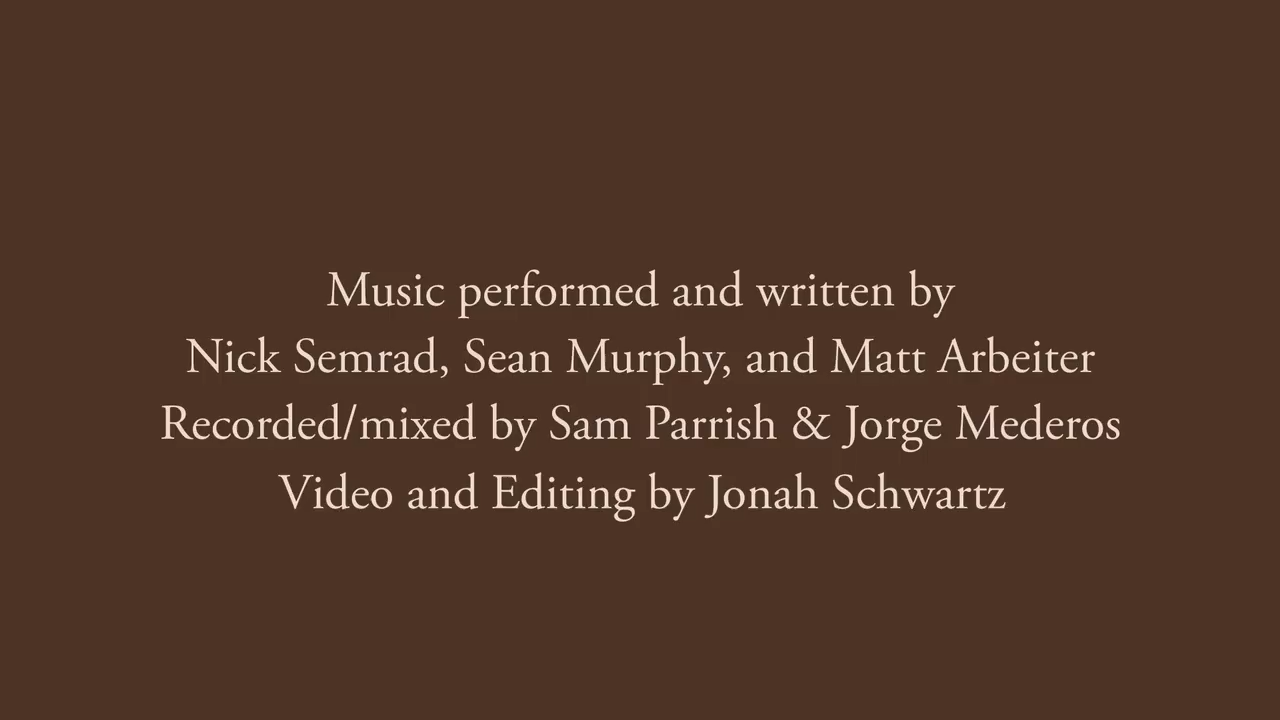 Music performed and written by
Nick Semrad, Sean Murphy, and Matt Arbeiter
Recorded/mixed by Sam Parrish & Jorge Mederos
Video and Editing by Jonah Schwartz